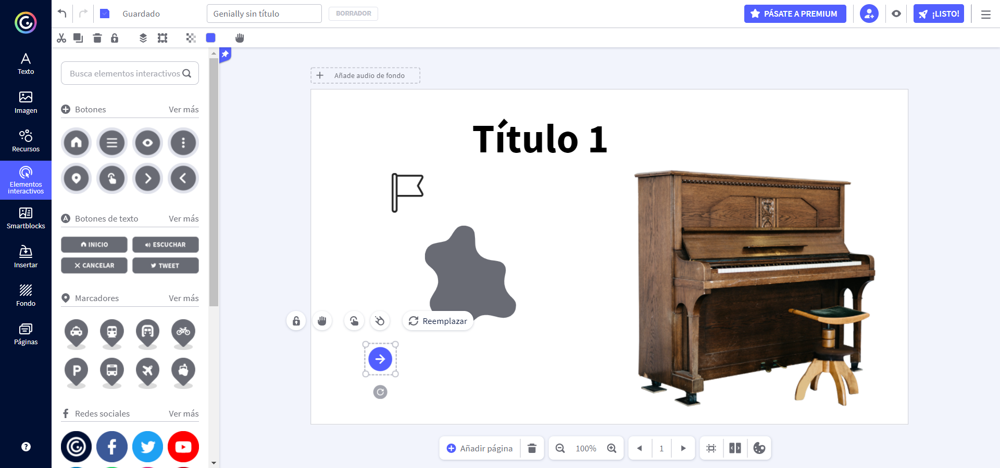 Guardado
Genially sin título
BORRADOR
PÁSATE A PREMIUM
¡LISTO!
Texto
Imagen
Recursos
Elementos
interactivos
Smartblocks
Insertar
Fondo
Páginas
?
Busca elementos interactivos
Botones
Ver más
A
Botones de texto
Ver más
INICIO
ESCUCHAR
CANCELAR
TWEET
Marcadores
Ver más
P
Redes sociales
Ver más
Añade audio de fondo
Título 1
Reemplazar
Añadir página
100%
1